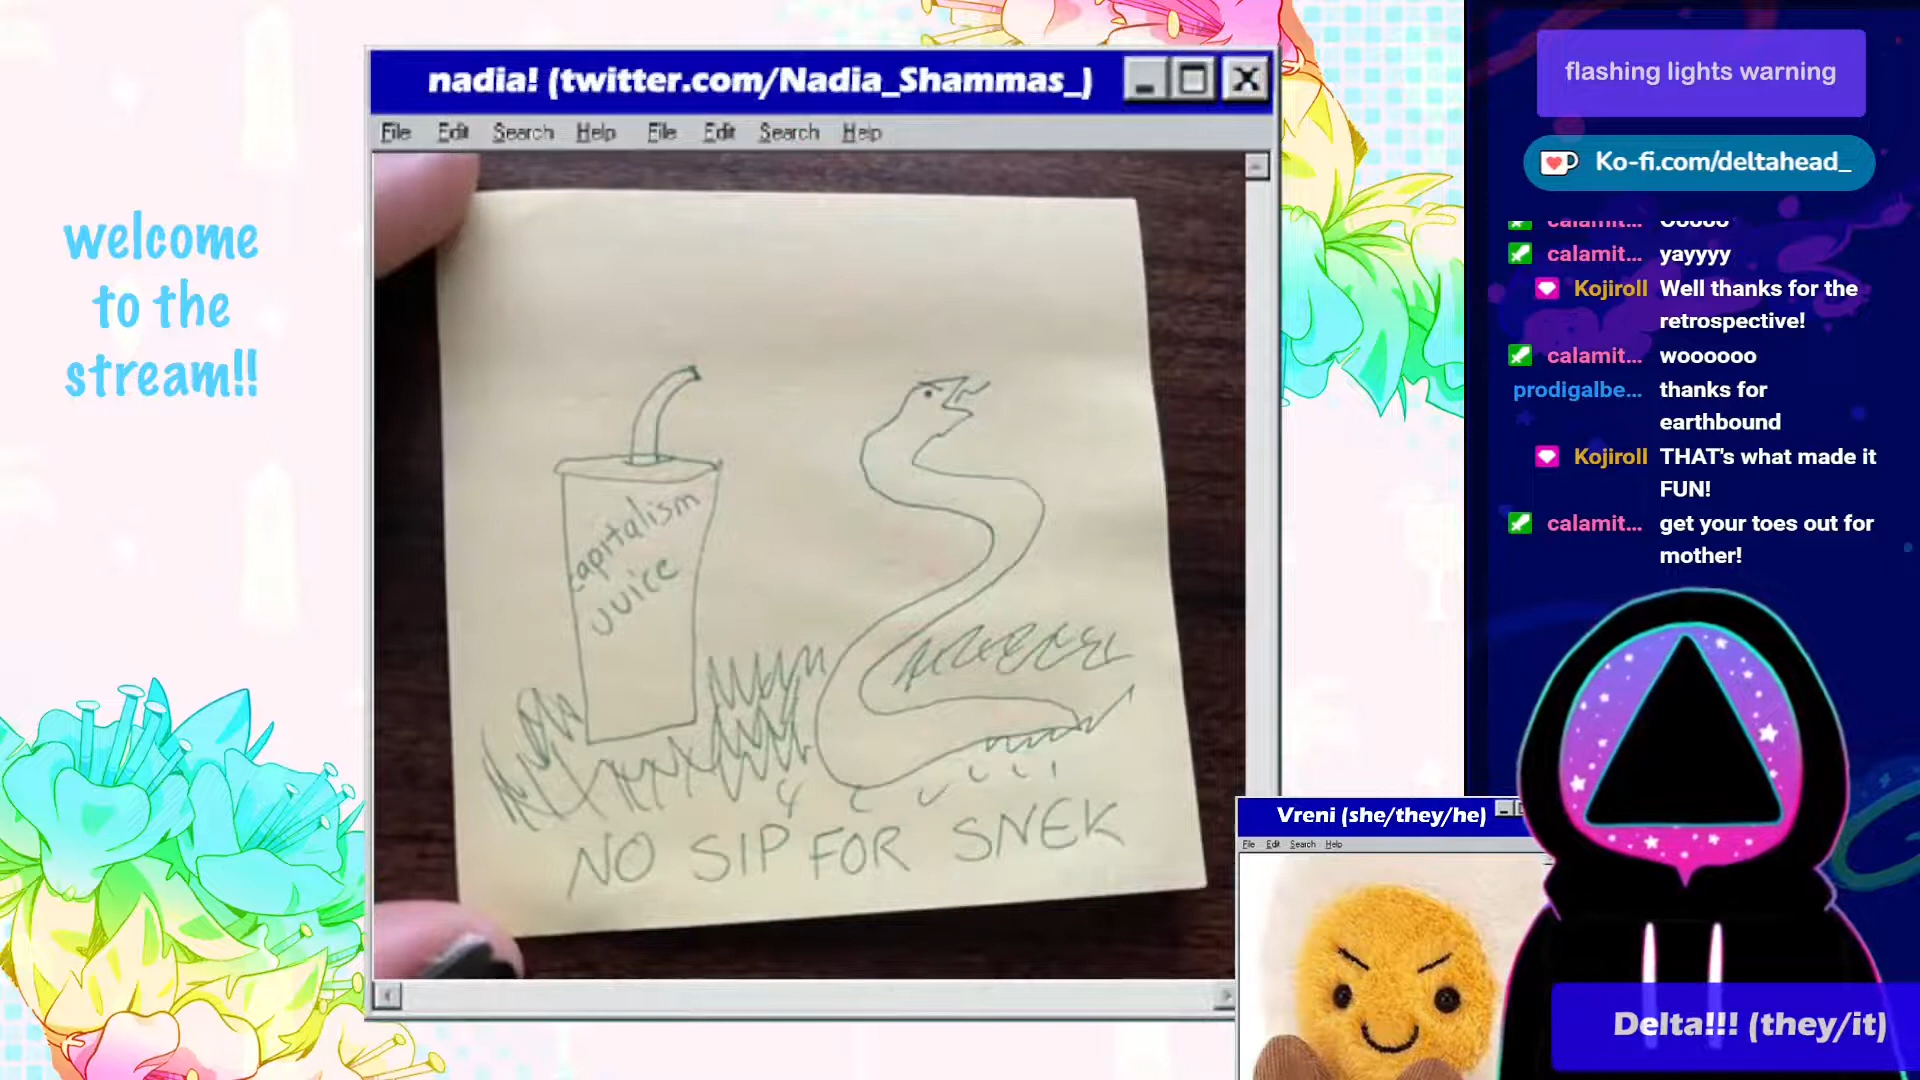 nadia! (twitter.com/Nadia_Shammas_)
File Edit Search Help File Edit Search Help
welcome
to the
stream!!
capitalism
Juice
NO SIP FOR SNEK
flashing lights warning
Ko-fi.com/deltahead_
calamit... Ooooo
calamit... yayyyy
Kojiroll Well thanks for the
retrospective!
calamit... woooooo
prodigalbe... thanks for
earthbound
Kojiroll THAT's what made it
FUN!
calamit... get your toes out for
mother!
Vreni (she/they/he)
File Edit Search Help
Delta!!! (they/it)